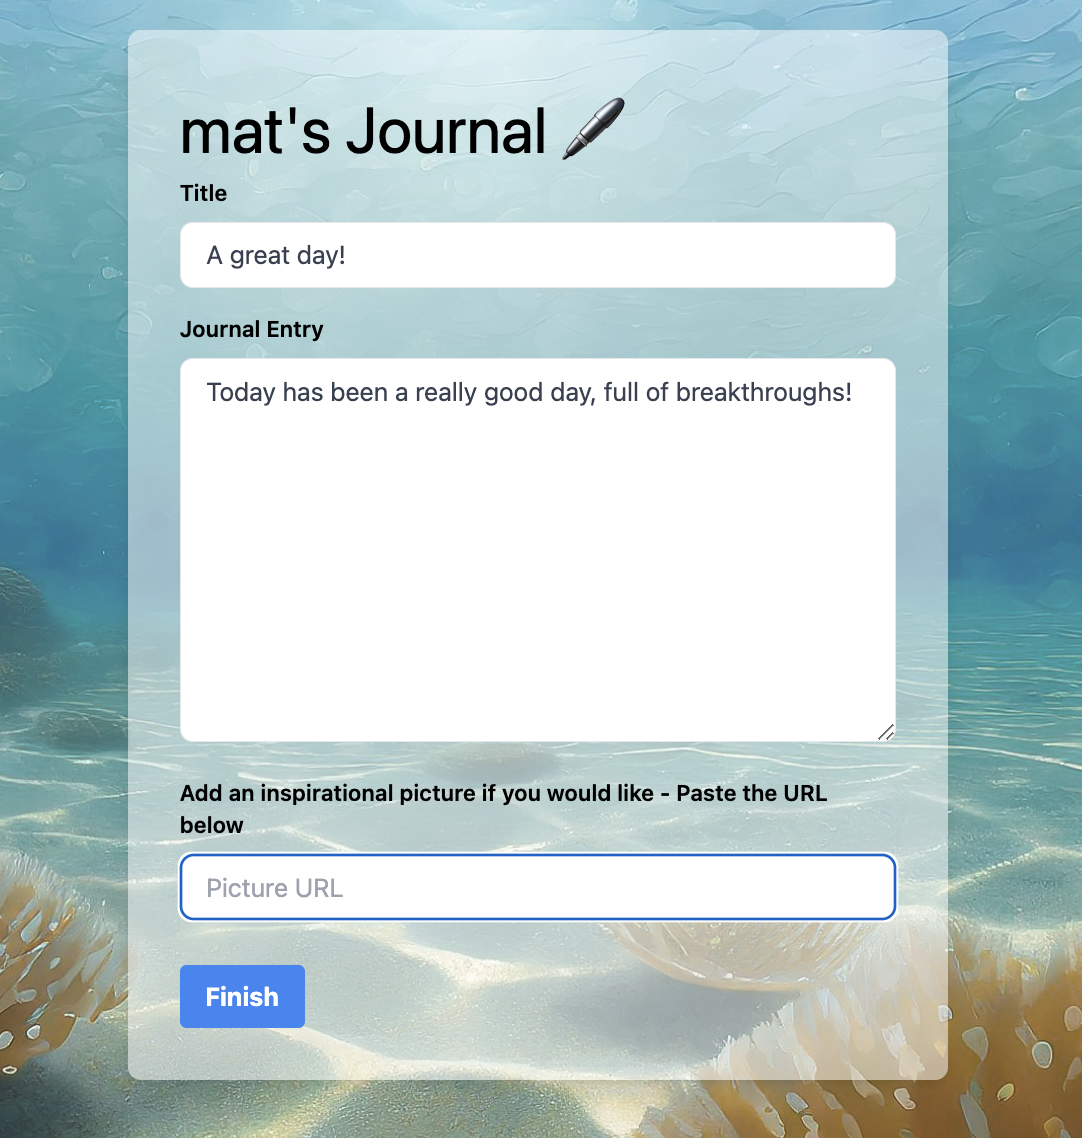 mat's Journal 🖊️
Title
A great day!
Journal Entry
Today has been a really good day, full of breakthroughs!
Add an inspirational picture if you would like - Paste the URL
below
Picture URL
Finish